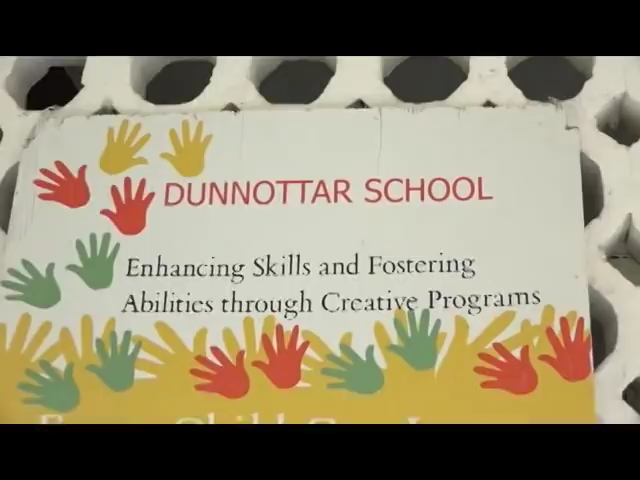 DUNNOTTAR SCHOOL
Enhancing Skills and Fostering
Abilities through Creative Programs